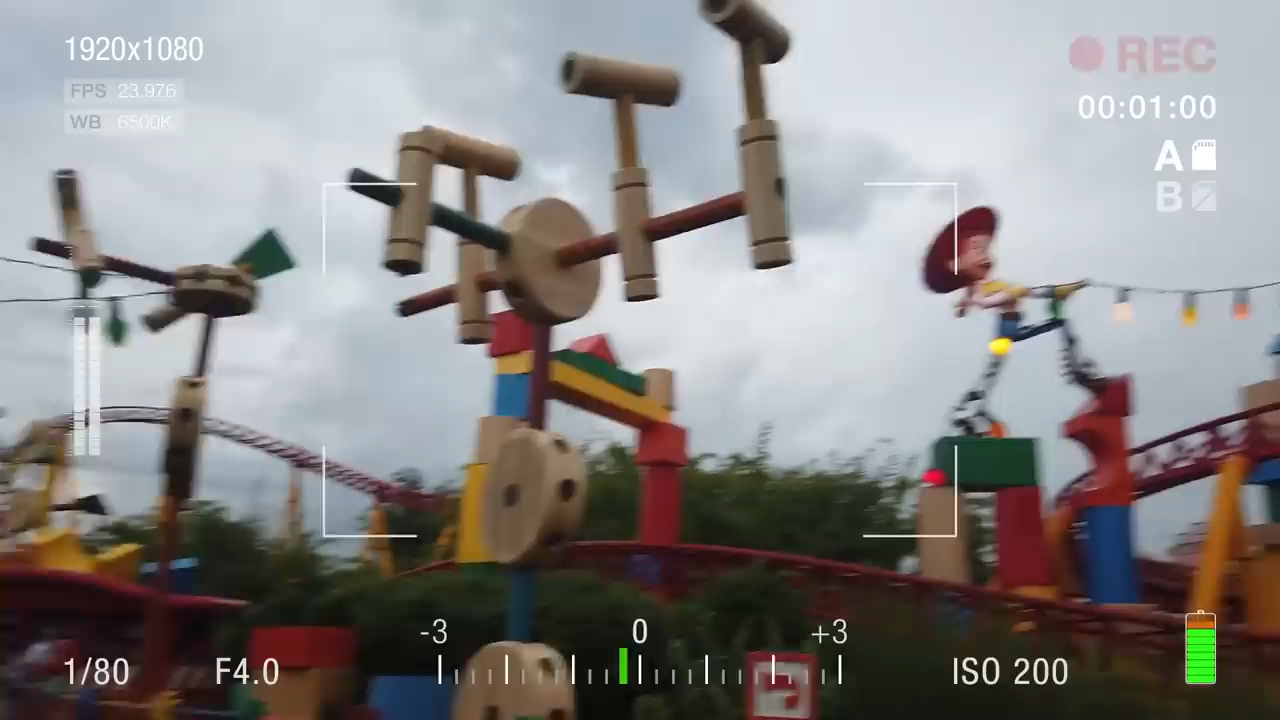 1920x1080
FPS 23.976
WB 6500K
REC
00:01:00
A
B
-3 0 +3
1/80 F4.0 ISO 200